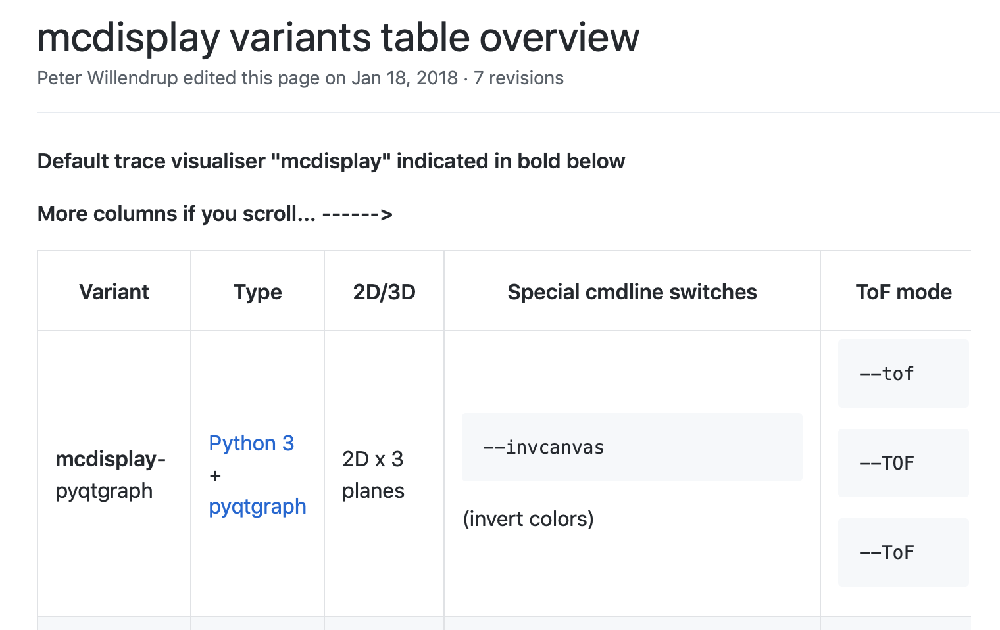 mcdisplay variants table overview
Peter Willendrup edited this page on Jan 18, 2018 · 7 revisions
Default trace visualiser "mcdisplay" indicated in bold below
More columns if you scroll... ------>
Variant
Type
2D/3D
Special cmdline switches
ToF mode
mcdisplay-
pyqtgraph
Python 3
+
pyqtgraph
2D x 3
planes
--invcanvas
(invert colors)
--tof
--TOF
--ToF